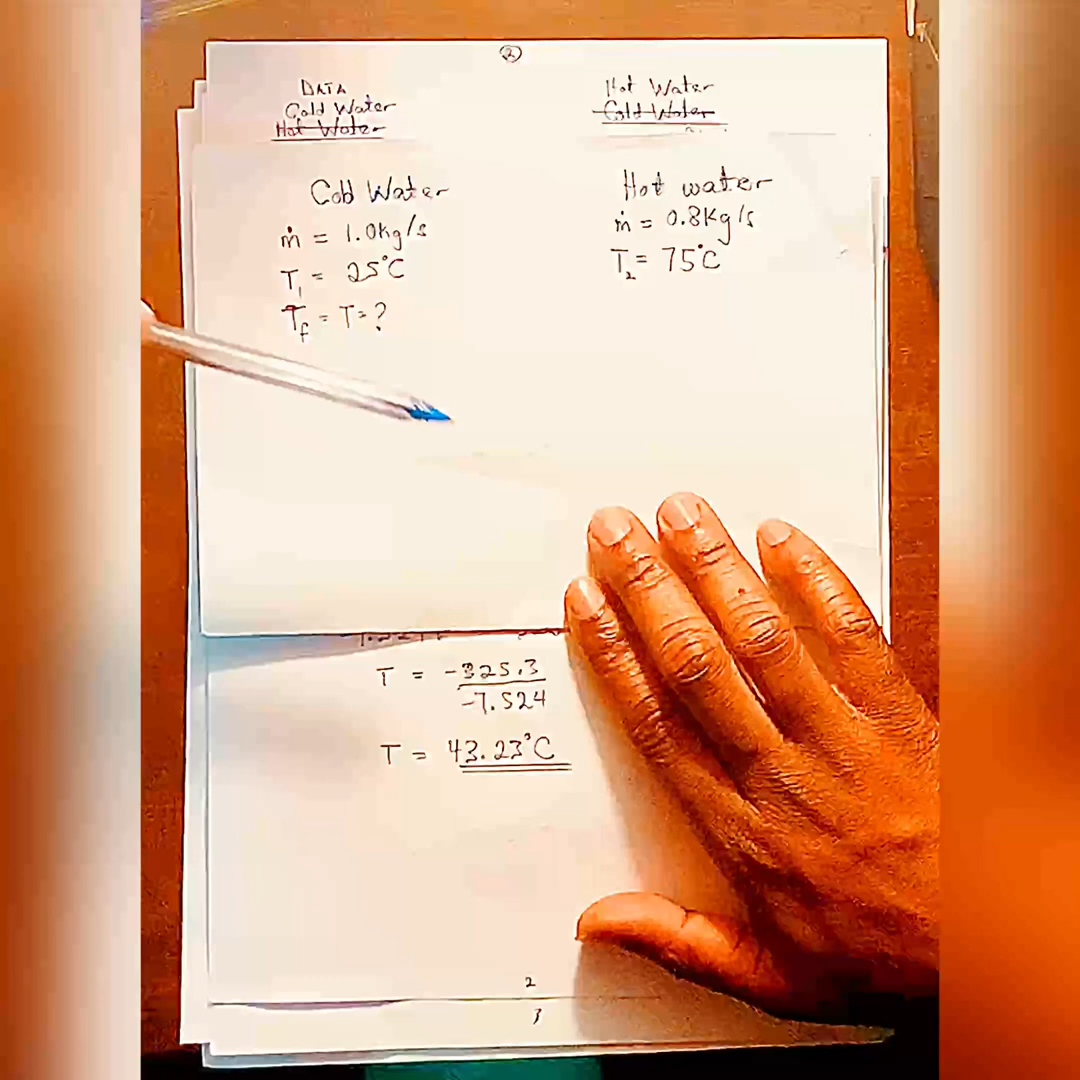 ②
DATA
Cold Water
Hot Water
Hot Water
Cold Water
Cold Water
ṁ = 1.0kg/s
T₁ = 25°C
T_f = T = ?
Hot water
ṁ = 0.8kg/s
T₂ = 75°C
T = -325.3
-7.524
T = 43.23°C
2
3